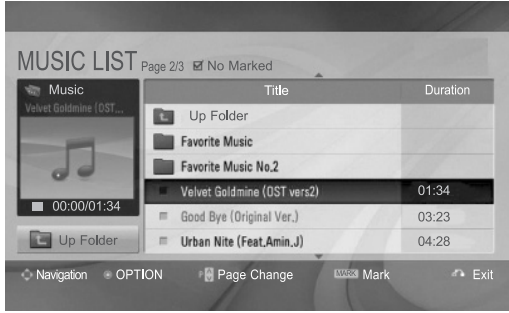 MUSIC LIST Page 2/3 No Marked
Music
Velvet Goldmine (OST...
00:00/01:34
Up Folder
Title Duration
Up Folder
Favorite Music
Favorite Music No.2
Velvet Goldmine (OST vers2) 01:34
Good Bye (Original Ver.) 03:23
Urban Nite (Feat.Amin.J) 04:28
Navigation OPTION P Page Change MARK Mark Exit